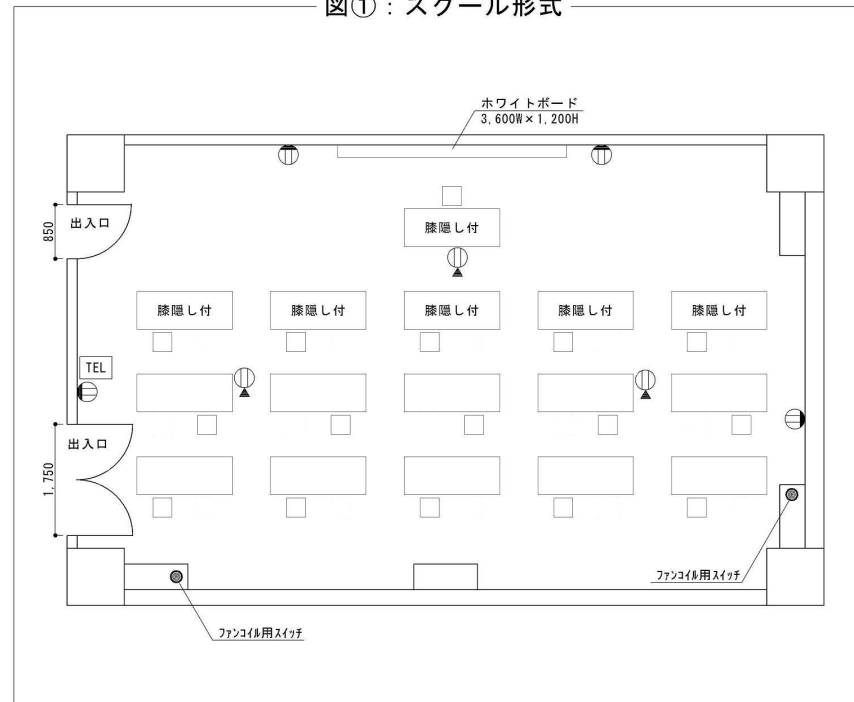 図①：スクール形式
ホワイトボード
3,600W×1,200H
出入口
850
膝隠し付
膝隠し付
膝隠し付
膝隠し付
膝隠し付
膝隠し付
TEL
出入口
1,750
ファンコイル用スイッチ
ファンコイル用スイッチ